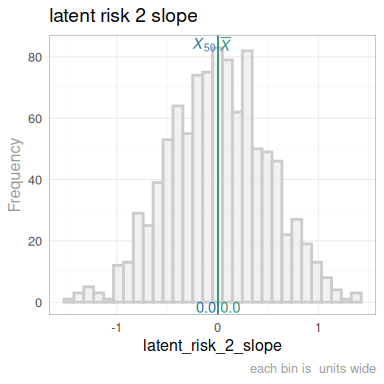 latent risk 2 slope
X50 X̅
80
60
40
20
0
Frequency
0.0 0.0
-1 0 1
latent_risk_2_slope
each bin is  units wide